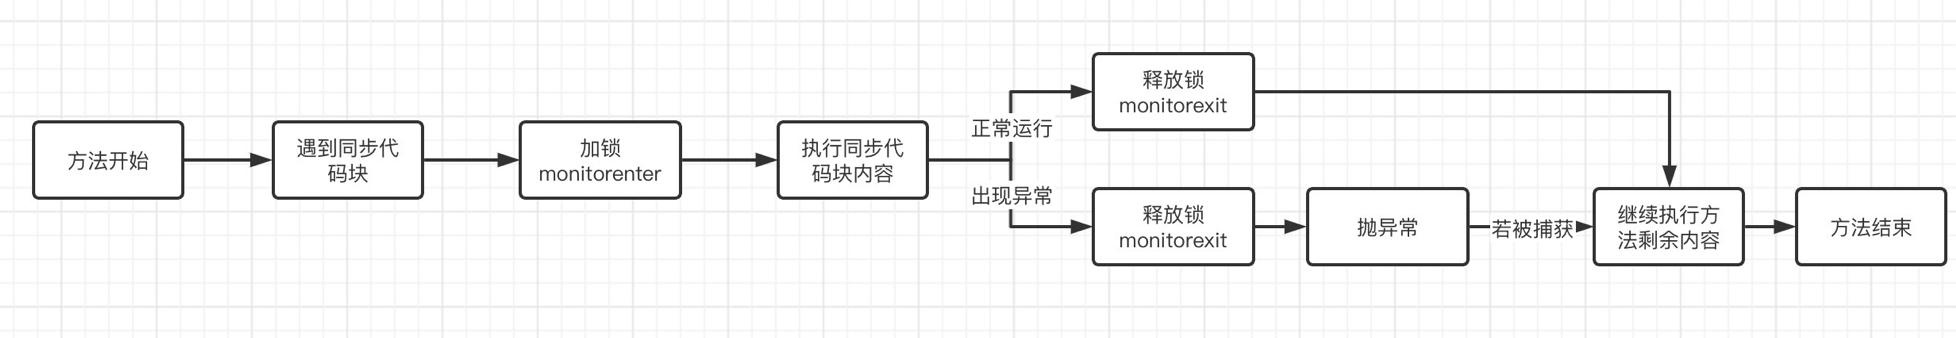 方法开始
遇到同步代
码块
加锁
monitorenter
执行同步代
码块内容
正常运行
出现异常
释放锁
monitorexit
释放锁
monitorexit
抛异常
若被捕获
继续执行方
法剩余内容
方法结束